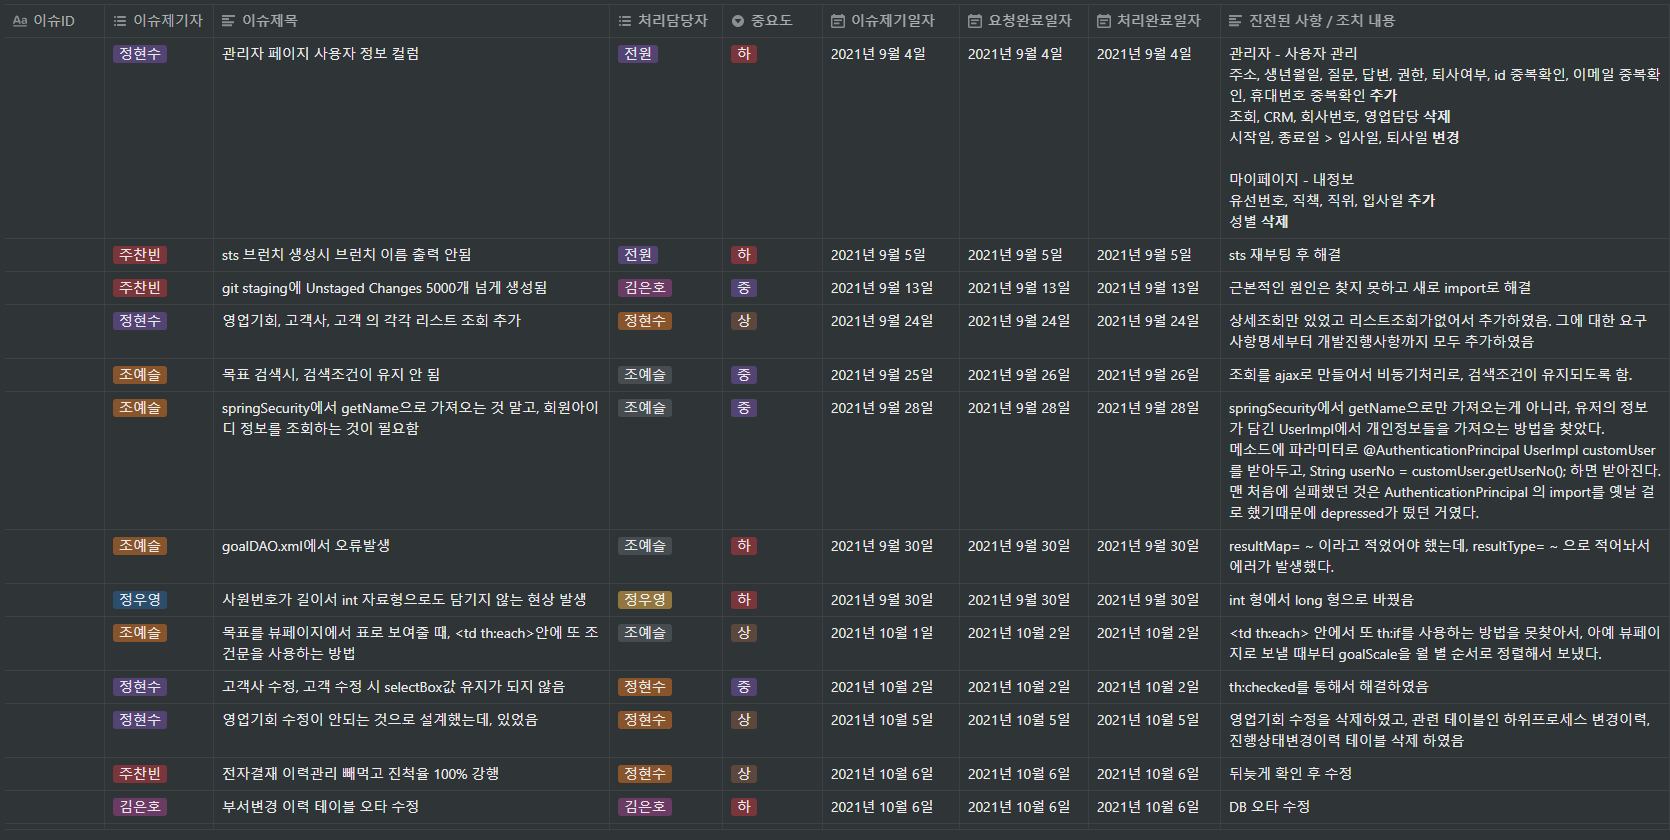 Aa 이슈ID 이슈제기자 이슈제목 처리담당자 중요도 이슈제기일자 요청완료일자 처리완료일자 진전된 사항 / 조치 내용
정현수 관리자 페이지 사용자 정보 컬럼 전원 하 2021년 9월 4일 2021년 9월 4일 2021년 9월 4일 관리자 - 사용자 관리
주소, 생년월일, 질문, 답변, 권한, 퇴사여부, id 중복확인, 이메일 중복확
인, 휴대번호 중복확인 추가
조회, CRM, 회사번호, 영업담당 삭제
시작일, 종료일 > 입사일, 퇴사일 변경
마이페이지 - 내정보
유선번호, 직책, 직위, 입사일 추가
성별 삭제
주찬빈 sts 브런치 생성시 브런치 이름 출력 안됨 전원 하 2021년 9월 5일 2021년 9월 5일 2021년 9월 5일 sts 재부팅 후 해결
주찬빈 git staging에 Unstaged Changes 5000개 넘게 생성됨 김은호 중 2021년 9월 13일 2021년 9월 13일 2021년 9월 13일 근본적인 원인은 찾지 못하고 새로 import로 해결
정현수 영업기회, 고객사, 고객 의 각각 리스트 조회 추가 정현수 상 2021년 9월 24일 2021년 9월 24일 2021년 9월 24일 상세조회만 있었고 리스트조회가없어서 추가하였음. 그에 대한 요구
사항명세부터 개발진행사항까지 모두 추가하였음
조예슬 목표 검색시, 검색조건이 유지 안 됨 조예슬 중 2021년 9월 25일 2021년 9월 26일 2021년 9월 26일 조회를 ajax로 만들어서 비동기처리로, 검색조건이 유지되도록 함.
조예슬 springSecurity에서 getName으로 가져오는 것 말고, 회원아이 조예슬 중 2021년 9월 28일 2021년 9월 28일 2021년 9월 28일 springSecurity에서 getName으로만 가져오는게 아니라, 유저의 정보
디 정보를 조회하는 것이 필요함 가 담긴 UserImpl에서 개인정보들을 가져오는 방법을 찾았다.
메소드에 파라미터로 @AuthenticationPrincipal UserImpl customUser
를 받아두고, String userNo = customUser.getUserNo(); 하면 받아진다.
맨 처음에 실패했던 것은 AuthenticationPrincipal 의 import를 옛날 걸
로 했기때문에 depressed가 떴던 거였다.
조예슬 goalDAO.xml에서 오류발생 조예슬 하 2021년 9월 30일 2021년 9월 30일 2021년 9월 30일 resultMap= ~ 이라고 적었어야 했는데, resultType= ~ 으로 적어놔서
에러가 발생했다.
정우영 사원번호가 길이서 int 자료형으로도 담기지 않는 현상 발생 정우영 하 2021년 9월 30일 2021년 9월 30일 2021년 9월 30일 int 형에서 long 형으로 바꿨음
조예슬 목표를 뷰페이지에서 표로 보여줄 때, <td th:each>안에 또 조 조예슬 상 2021년 10월 1일 2021년 10월 2일 2021년 10월 2일 <td th:each> 안에서 또 th:if를 사용하는 방법을 못찾아서, 아예 뷰페이
건문을 사용하는 방법 지로 보낼 때부터 goalScale을 월 별 순서로 정렬해서 보냈다.
정현수 고객사 수정, 고객 수정 시 selectBox값 유지가 되지 않음 정현수 중 2021년 10월 2일 2021년 10월 2일 2021년 10월 2일 th:checked를 통해서 해결하였음
정현수 영업기회 수정이 안되는 것으로 설계했는데, 있었음 정현수 상 2021년 10월 5일 2021년 10월 5일 2021년 10월 5일 영업기회 수정을 삭제하였고, 관련 테이블인 하위프로세스 변경이력,
진행상태변경이력 테이블 삭제 하였음
주찬빈 전자결재 이력관리 빼먹고 진척율 100% 강행 정현수 상 2021년 10월 6일 2021년 10월 6일 2021년 10월 6일 뒤늦게 확인 후 수정
김은호 부서변경 이력 테이블 오타 수정 김은호 하 2021년 10월 6일 2021년 10월 6일 2021년 10월 6일 DB 오타 수정